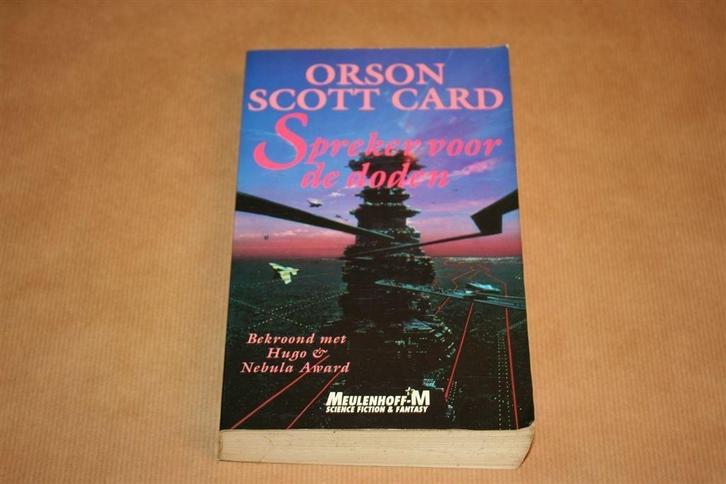 ORSON
SCOTT CARD
Spreker voor
de doden
Bekroond met
Hugo &
Nebula Award
MEULENHOFF-M
SCIENCE FICTION & FANTASY